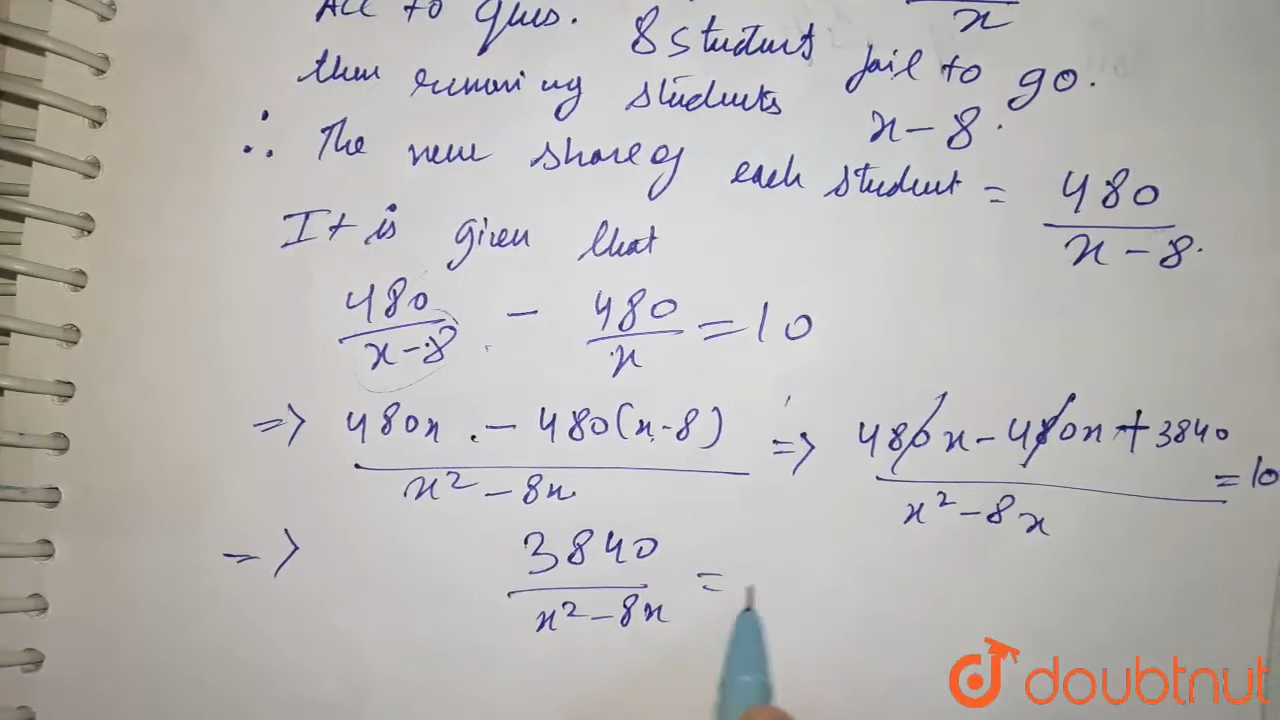 Acc to ques. 8 students fail to go. x
then remaining students x-8.
∴ The new share of each student = 480/x-8.
It is given that
480/x-8 - 480/x = 10
=> 480x - 480(x-8)/x²-8x => 480x-480x+3840/x²-8x = 10
=> 3840/x²-8x =
doubtnut